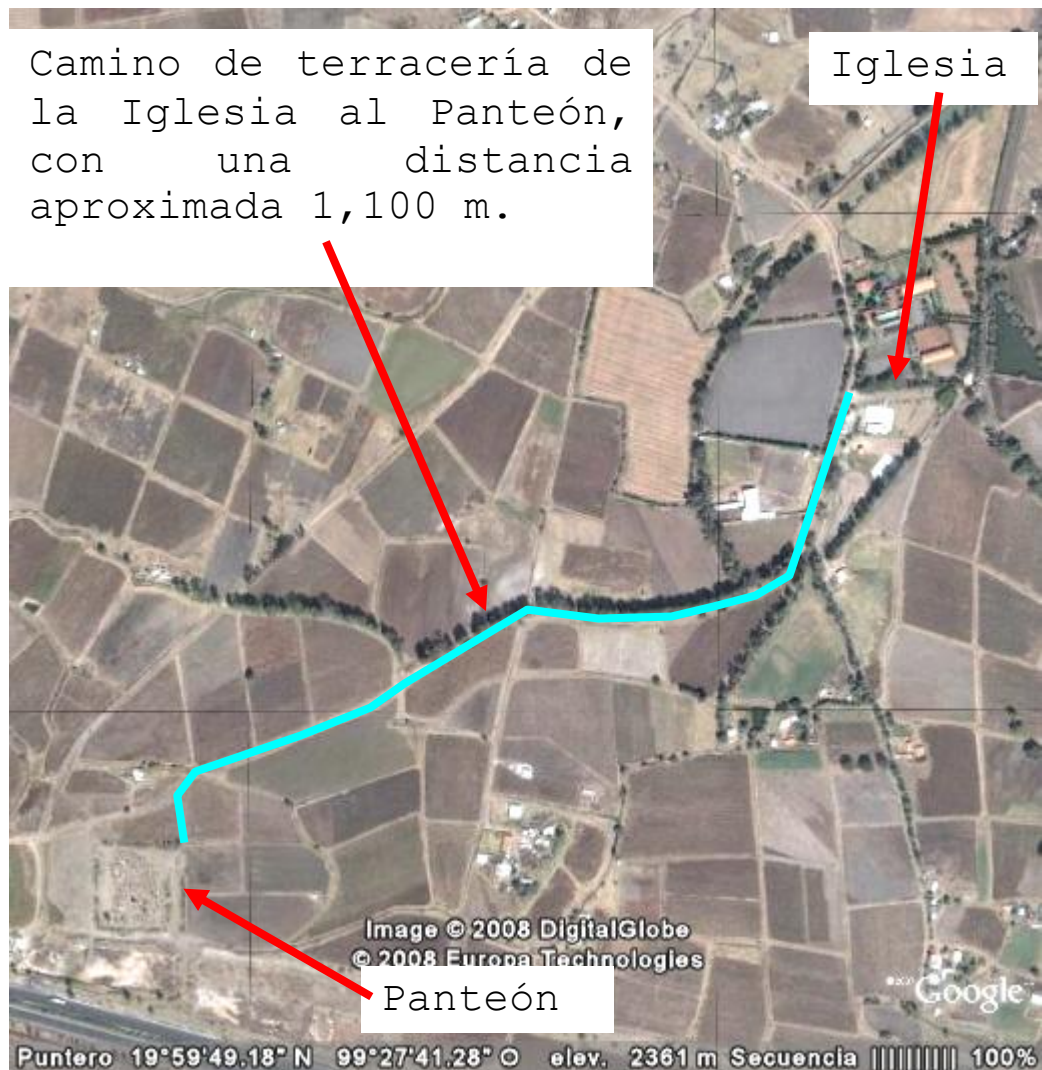 Camino de terracería de
la Iglesia al Panteón,
con una distancia
aproximada 1,100 m.
Iglesia
Image © 2008 DigitalGlobe
© 2008 Europa Technologies
Panteón
Google
Puntero 19°59'49.18" N 99°27'41.28" O elev. 2361 m Secuencia |||||||||| 100%